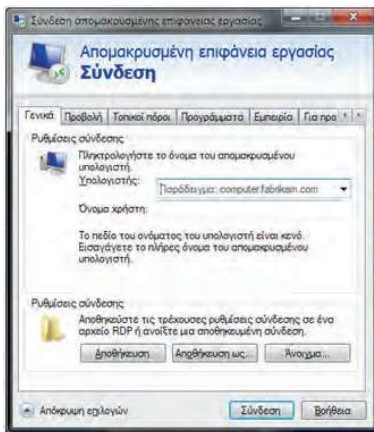 Σύνδεση απομακρυσμένης επιφάνειας εργασίας
Απομακρυσμένη επιφάνεια εργασίας
Σύνδεση
Γενικά Προβολή Τοπικοί πόροι Προγράμματα Εμπειρία Για προ
Ρυθμίσεις σύνδεσης
Πληκτρολογήστε το όνομα του απομακρυσμένου
υπολογιστή.
Υπολογιστής: Παράδειγμα: computer.fabrikam.com
Όνομα χρήστη:
Το πεδίο του ονόματος του υπολογιστή είναι κενό.
Εισαγάγετε το πλήρες όνομα του απομακρυσμένου
υπολογιστή.
Ρυθμίσεις σύνδεσης
Αποθηκεύστε τις τρέχουσες ρυθμίσεις σύνδεσης σε ένα
αρχείο RDP ή ανοίξτε μια αποθηκευμένη σύνδεση.
Αποθήκευση Αποθήκευση ως... Άνοιγμα...
Απόκρυψη επιλογών Σύνδεση Βοήθεια